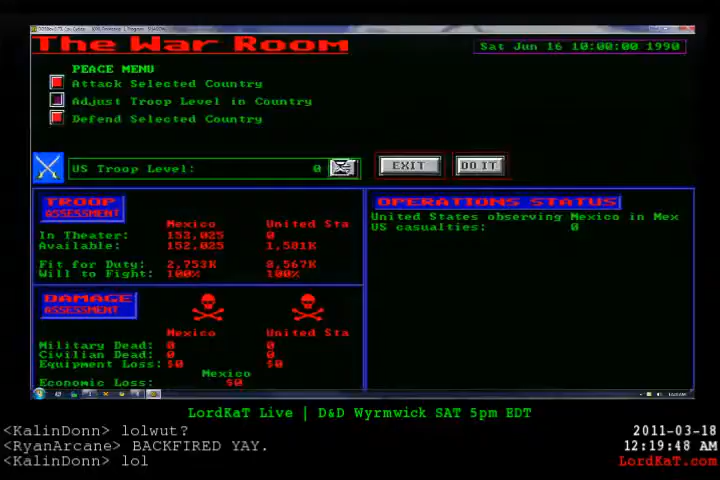 The War Room
Sat Jun 16 10:00:00 1990
PEACE MENU
Attack Selected Country
Adjust Troop Level in Country
Defend Selected Country
US Troop Level: 0
EXIT
DO IT
TROOP
ASSESSMENT
Mexico United Sta
In Theater: 152,025 0
Available: 152,025 1,581K
Fit for Duty: 2,753K 8,567K
Will to Fight: 100% 100%
OPERATIONS STATUS
United States observing Mexico in Mex
US casualties: 0
DAMAGE
ASSESSMENT
Mexico United Sta
Military Dead: 0 0
Civilian Dead: 0 0
Equipment Loss: $0 $0
Mexico
Economic Loss: $0
LordKaT Live | D&D Wyrmwick SAT 5pm EDT
<KalinDonn> lolwut?
2011-03-18
<RyanArcane> BACKFIRED YAY.
12:19:48 AM
<KalinDonn> lol
LordKaT.com